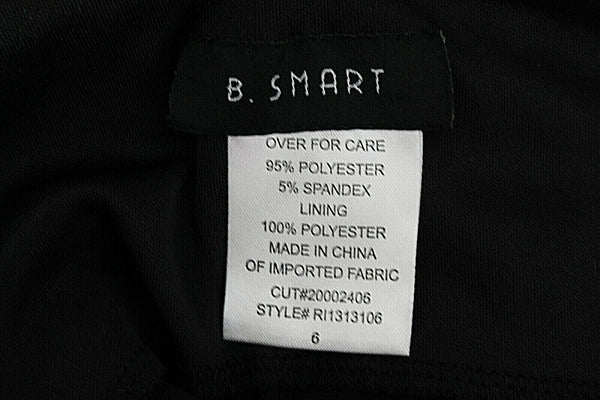 B. SMART
OVER FOR CARE
95% POLYESTER
5% SPANDEX
LINING
100% POLYESTER
MADE IN CHINA
OF IMPORTED FABRIC
CUT#20002406
STYLE# RI1313106
6